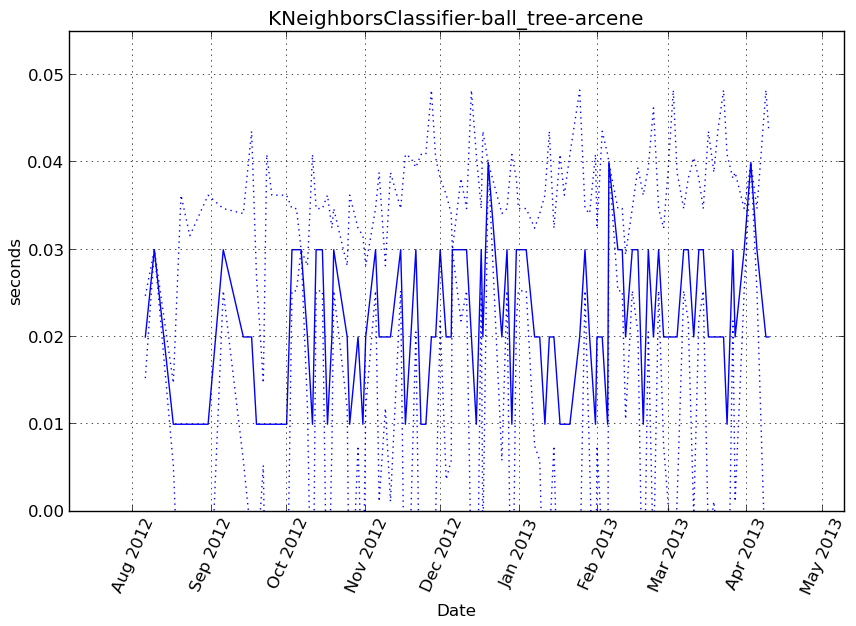 KNeighborsClassifier-ball_tree-arcene
0.05
0.04
0.03
0.02
0.01
0.00
seconds
Aug 2012
Sep 2012
Oct 2012
Nov 2012
Dec 2012
Jan 2013
Feb 2013
Mar 2013
Apr 2013
May 2013
Date